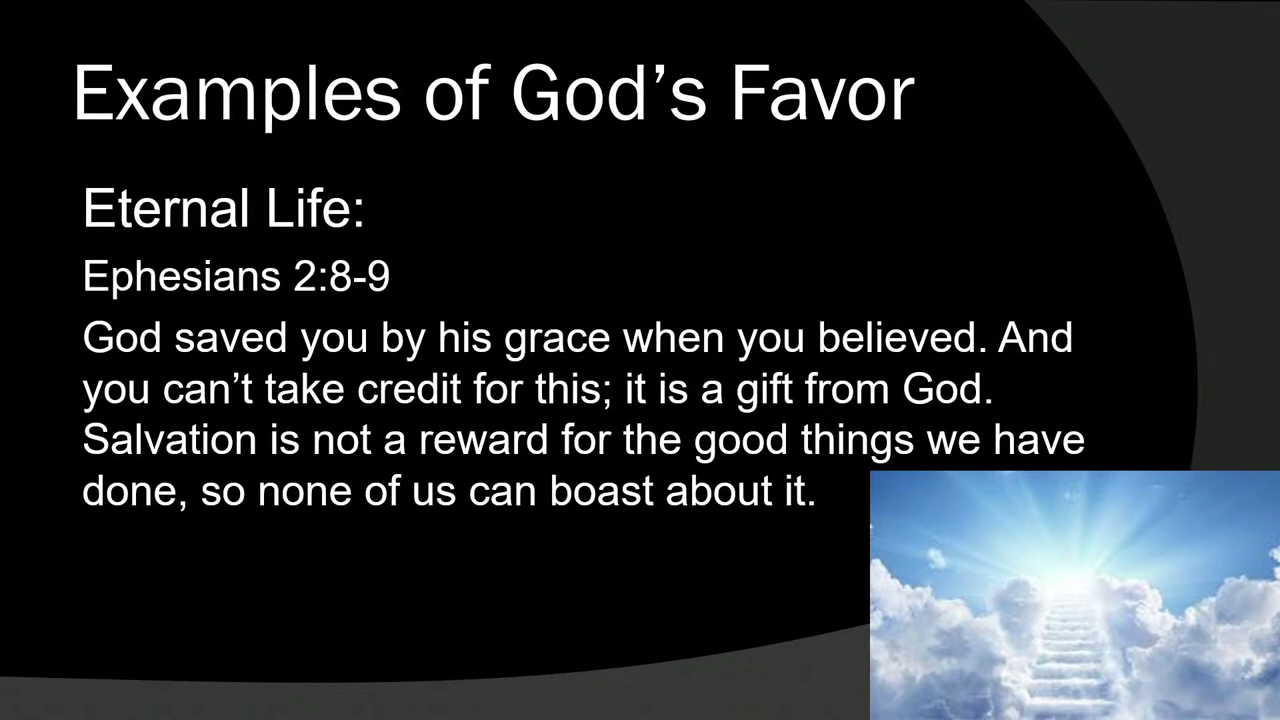 Examples of God’s Favor
Eternal Life:
Ephesians 2:8-9
God saved you by his grace when you believed. And
you can’t take credit for this; it is a gift from God.
Salvation is not a reward for the good things we have
done, so none of us can boast about it.